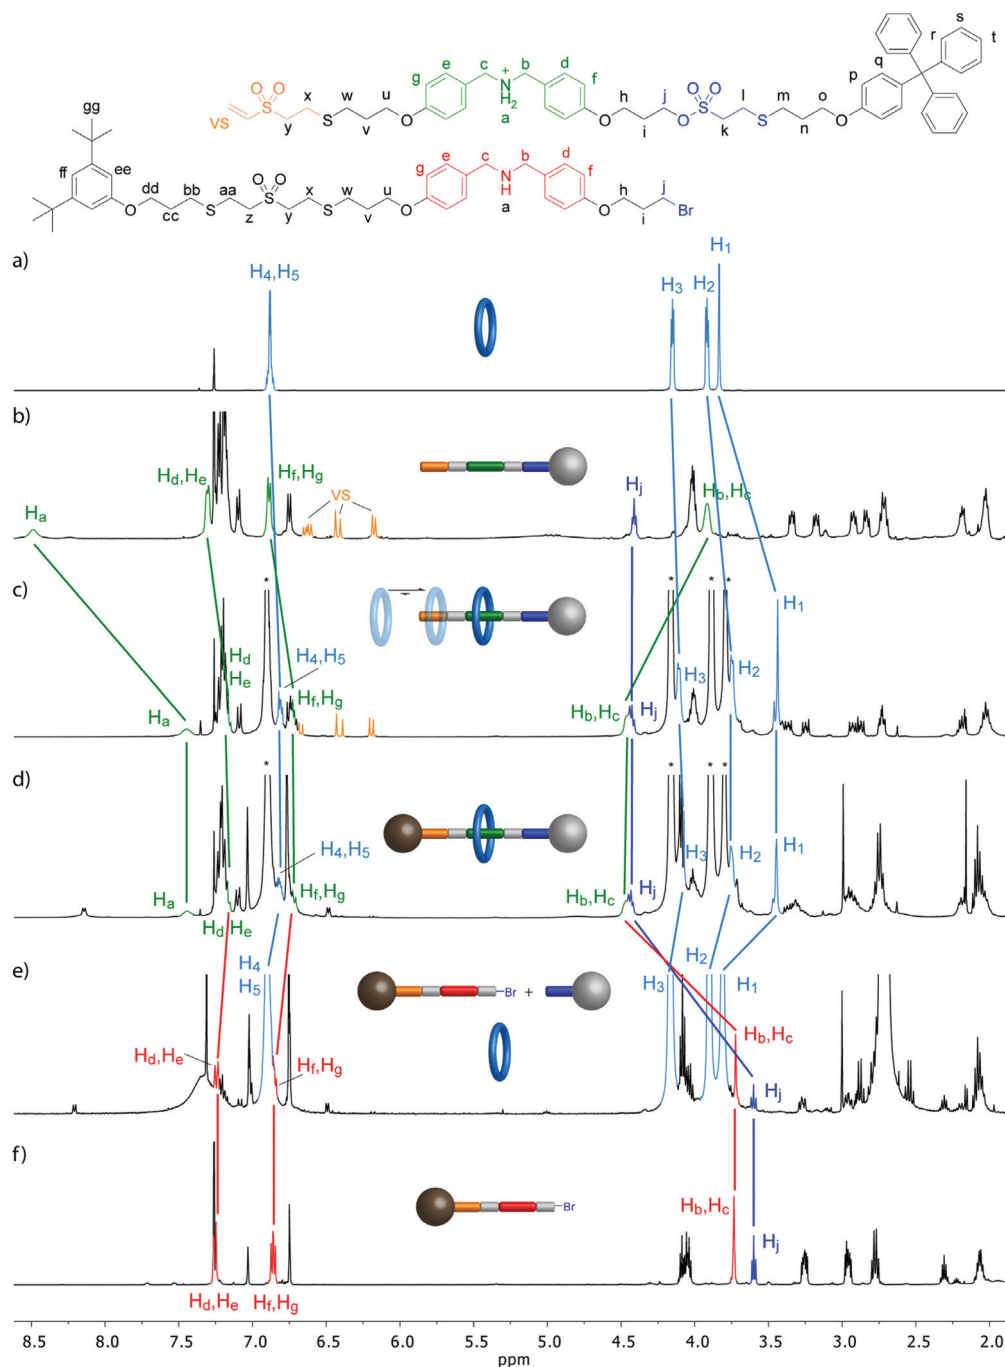 s
r t
g e c b d f p q
x w u N+ h j l m o
VS y S v O H2 a O i O S k S n O
O O
gg
ff ee
dd bb aa x w u g e c b d f h j
O cc S z S y S v O N H a O i Br
O O
a)
H4,H5 H3 H2 H1
b)
Ha Hd,He Hf,Hg VS Hj Hb,Hc
c)
* * * *
Ha Hd He H4,H5 Hf,Hg Hb,Hc Hj H3 H2 H1
d)
* * * *
Ha Hd He H4,H5 Hf,Hg Hb,Hc Hj H3 H2 H1
e)
Br +
H4 H5 H3 H2 H1
Hd,He Hf,Hg Hb,Hc Hj
f)
Br
Hb,Hc Hj
Hd,He Hf,Hg
8.5 8.0 7.5 7.0 6.5 6.0 5.5 5.0 4.5 4.0 3.5 3.0 2.5 2.0
ppm